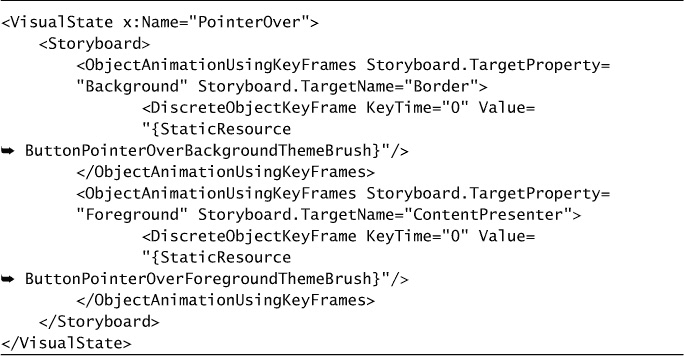 <VisualState x:Name="PointerOver">
<Storyboard>
<ObjectAnimationUsingKeyFrames Storyboard.TargetProperty=
"Background" Storyboard.TargetName="Border">
<DiscreteObjectKeyFrame KeyTime="0" Value=
"{StaticResource
➥ ButtonPointerOverBackgroundThemeBrush}"/>
</ObjectAnimationUsingKeyFrames>
<ObjectAnimationUsingKeyFrames Storyboard.TargetProperty=
"Foreground" Storyboard.TargetName="ContentPresenter">
<DiscreteObjectKeyFrame KeyTime="0" Value=
"{StaticResource
➥ ButtonPointerOverForegroundThemeBrush}"/>
</ObjectAnimationUsingKeyFrames>
</Storyboard>
</VisualState>